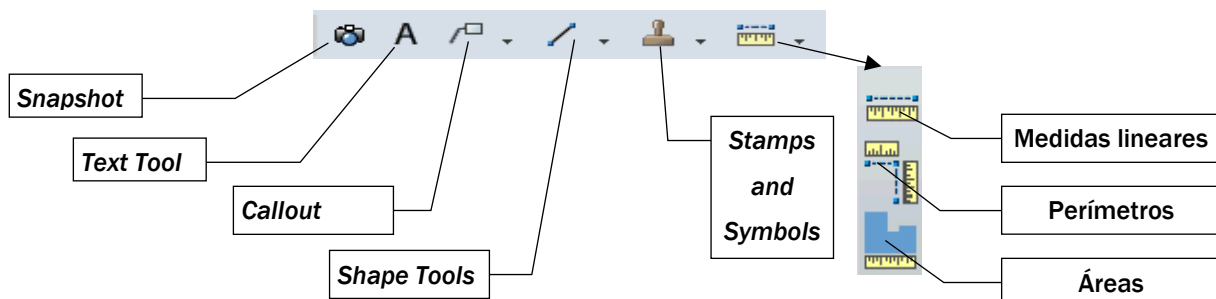 A
Snapshot
Text Tool
Callout
Shape Tools
Stamps
and
Symbols
Medidas lineares
Perímetros
Áreas